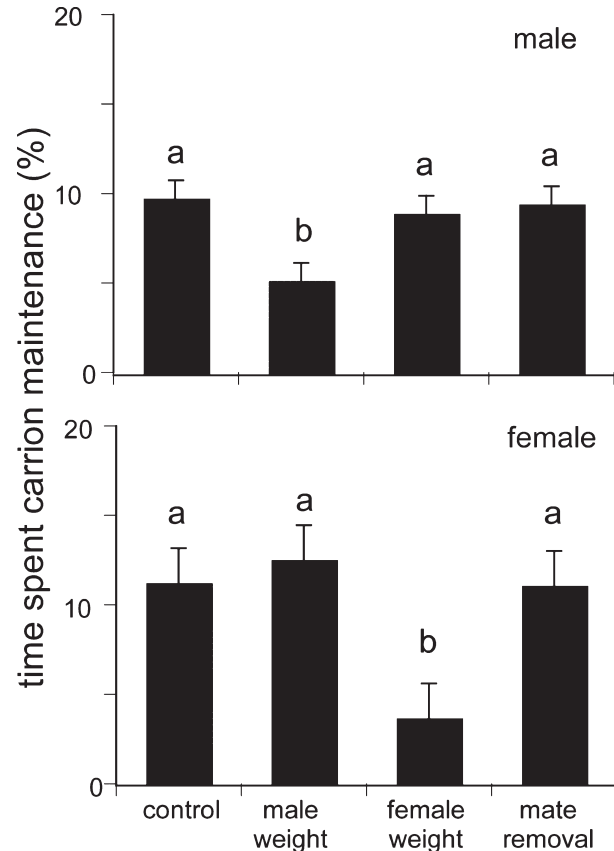 time spent carrion maintenance (%)
20
male
a
a
a
b
10
0
20
female
a
a
a
b
10
0
control
male
weight
female
weight
mate
removal